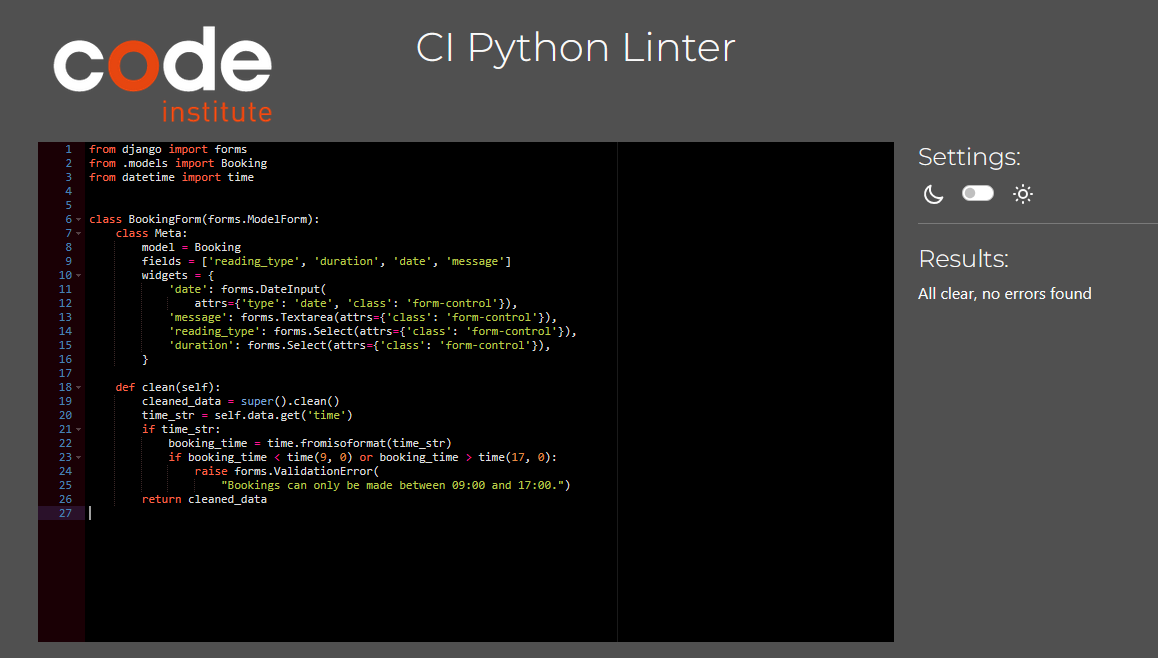 code
institute
CI Python Linter
1 from django import forms
2 from .models import Booking
3 from datetime import time
4
5
6 class BookingForm(forms.ModelForm):
7     class Meta:
8         model = Booking
9         fields = ['reading_type', 'duration', 'date', 'message']
10         widgets = {
11             'date': forms.DateInput(
12                 attrs={'type': 'date', 'class': 'form-control'}),
13             'message': forms.Textarea(attrs={'class': 'form-control'}),
14             'reading_type': forms.Select(attrs={'class': 'form-control'}),
15             'duration': forms.Select(attrs={'class': 'form-control'}),
16         }
17
18     def clean(self):
19         cleaned_data = super().clean()
20         time_str = self.data.get('time')
21         if time_str:
22             booking_time = time.fromisoformat(time_str)
23             if booking_time < time(9, 0) or booking_time > time(17, 0):
24                 raise forms.ValidationError(
25                     "Bookings can only be made between 09:00 and 17:00.")
26         return cleaned_data
27
Settings:
Results:
All clear, no errors found